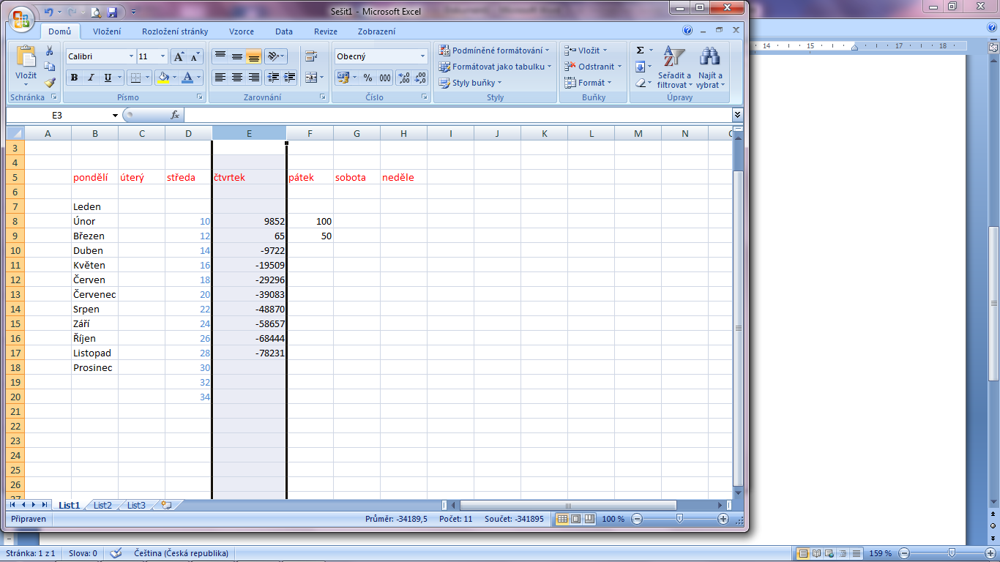 Sešit1 - Microsoft Excel
Domů Vložení Rozložení stránky Vzorce Data Revize Zobrazení
Vložit
Calibri 11
B I U A
Obecný
% 000
Podmíněné formátování
Formátovat jako tabulku
Styly buňky
Vložit
Odstranit
Formát
Σ
Seřadit a filtrovat
Najít a vybrat
Schránka Písmo Zarovnání Číslo Styly Buňky Úpravy
14 15 17 18
E3 fx
A B C D E F G H I J K L M N
3
4
5 pondělí úterý středa čtvrtek pátek sobota neděle
6
7 Leden
8 Únor 10 9852 100
9 Březen 12 65 50
10 Duben 14 -9722
11 Květen 16 -19509
12 Červen 18 -29296
13 Červenec 20 -39083
14 Srpen 22 -48870
15 Září 24 -58657
16 Říjen 26 -68444
17 Listopad 28 -78231
18 Prosinec 30
19 32
20 34
21
22
23
24
25
26
27
List1 List2 List3
Připraven Průměr: -34189,5 Počet: 11 Součet: -341895 100 %
Stránka: 1 z 1 Slova: 0 Čeština (Česká republika) 159 %